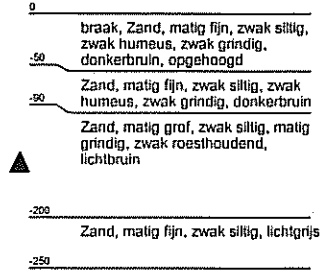 0
braak, Zand, matig fijn, zwak siltig,
zwak humeus, zwak grindig,
donkerbruin, opgehoogd
-50
Zand, matig fijn, zwak siltig, zwak
humeus, zwak grindig, donkerbruin
-90
Zand, matig grof, zwak siltig, matig
grindig, zwak roesthoudend,
lichtbruin
-200
Zand, matig fijn, zwak siltig, lichtgrijs
-250